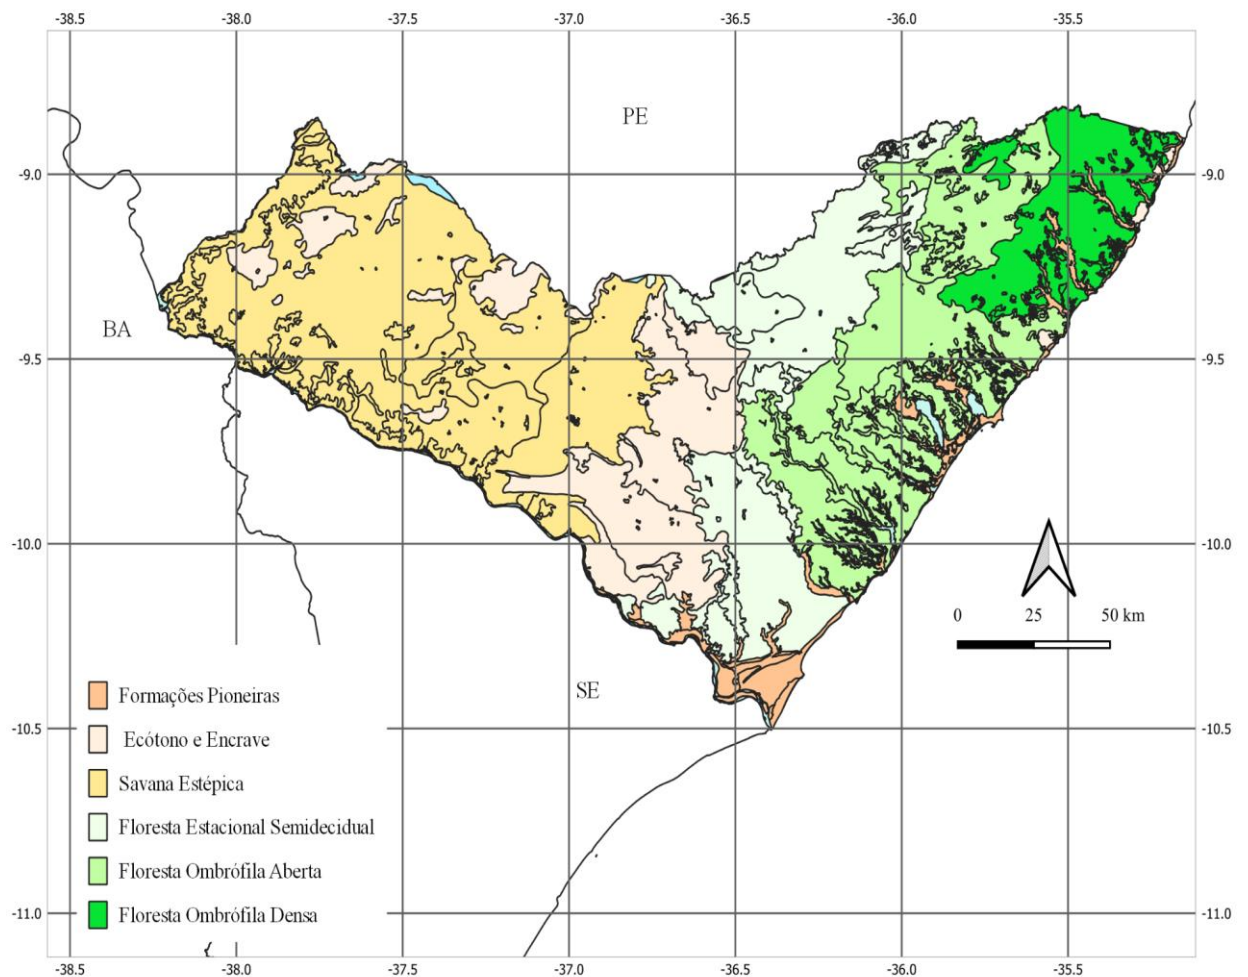 -38.5 -38.0 -37.5 -37.0 -36.5 -36.0 -35.5
PE
-9.0 -9.0
BA
-9.5 -9.5
-10.0 -10.0
0 25 50 km
SE
Formações Pioneiras
Ecótono e Encrave
Savana Estépica
Floresta Estacional Semidecidual
Floresta Ombrófila Aberta
Floresta Ombrófila Densa
-10.5 -10.5
-11.0 -11.0
-38.5 -38.0 -37.5 -37.0 -36.5 -36.0 -35.5